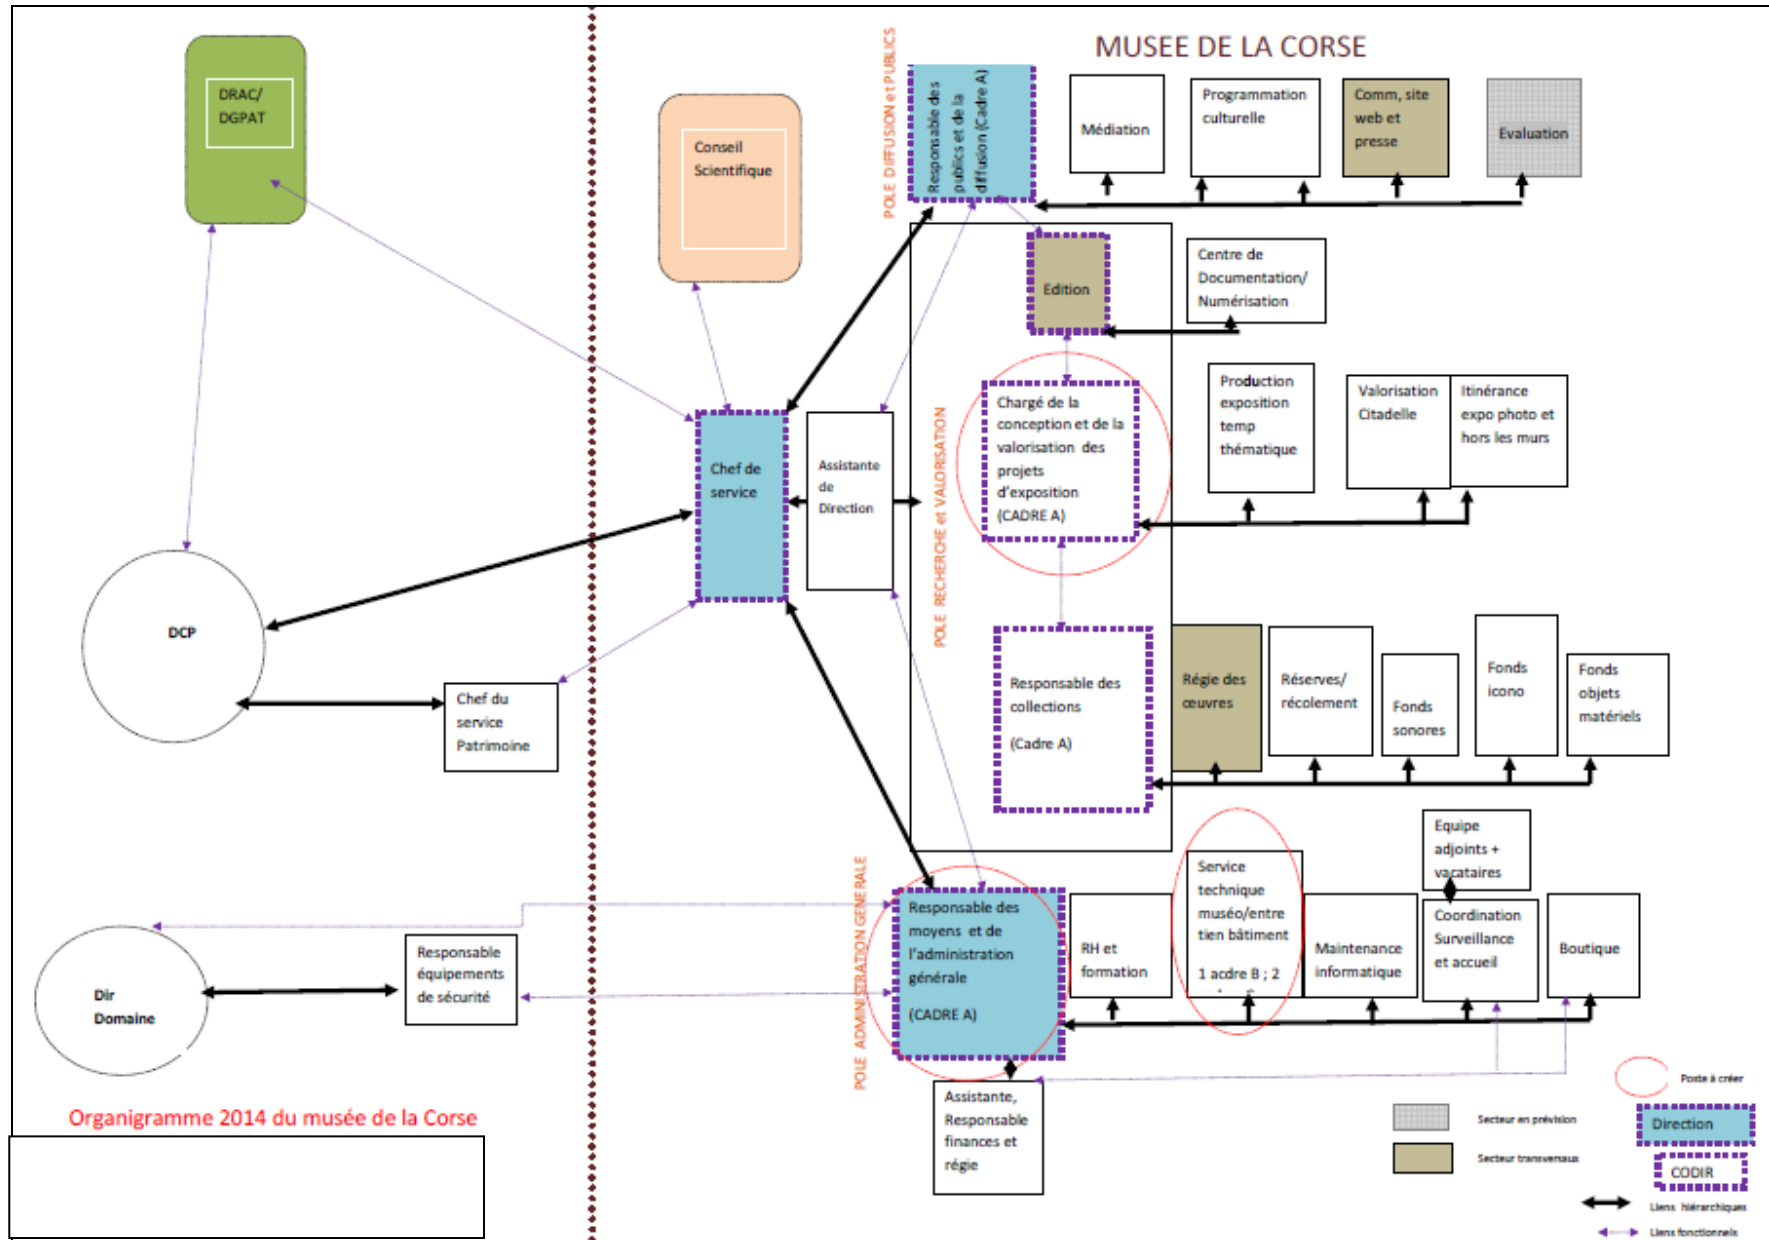 MUSEE DE LA CORSE
DRAC/
DGPAT
Conseil
Scientifique
POLE DIFFUSION et PUBLICS
Responsable des
publics et de la
diffusion (Cadre A)
Médiation
Programmation
culturelle
Comm, site
web et
presse
Evaluation
Edition
Centre de
Documentation/
Numérisation
POLE RECHERCHE et VALORISATION
Chargé de la
conception et de la
valorisation des
projets
d'exposition
(CADRE A)
Production
exposition
temp
thématique
Valorisation
Citadelle
Itinérance
expo photo et
hors les murs
Chef de
service
Assistante
de
Direction
DCP
Chef du
service
Patrimoine
Responsable des
collections
(Cadre A)
Régie des
œuvres
Réserves/
récolement
Fonds
sonores
Fonds
icono
Fonds
objets
matériels
POLE ADMINISTRATION GENERALE
Responsable des
moyens et de
l'administration
générale
(CADRE A)
RH et
formation
Service
technique
muséo/entre
tien bâtiment
1 acdre B ; 2
Maintenance
informatique
Equipe
adjoints +
vacataires
Coordination
Surveillance
et accueil
Boutique
Dir
Domaine
Responsable
équipements
de sécurité
Assistante,
Responsable
finances et
régie
Organigramme 2014 du musée de la Corse
Poste à créer
Secteur en prévision
Direction
Secteur transversaux
CODIR
Liens hiérarchiques
Liens fonctionnels